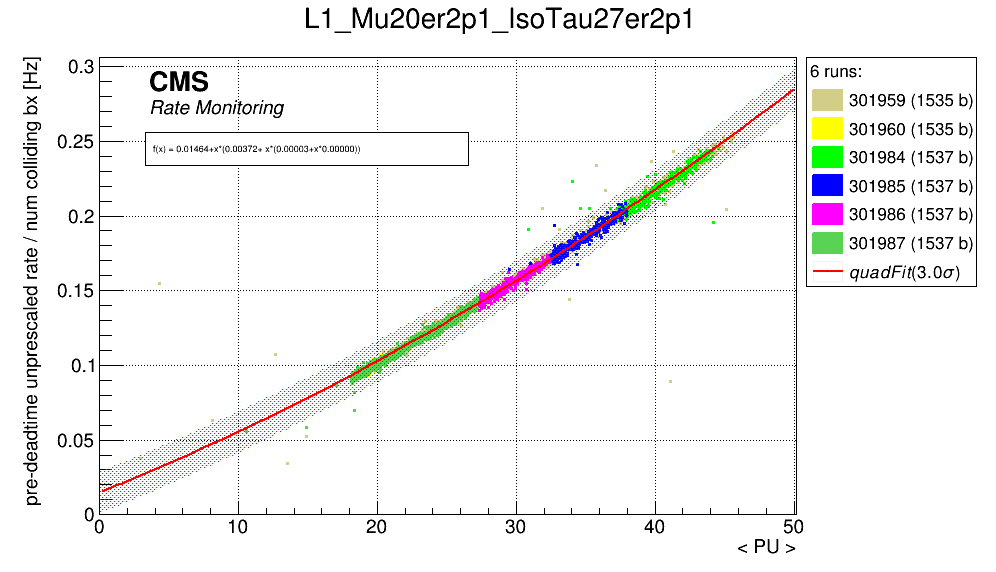 L1_Mu20er2p1_IsoTau27er2p1
pre-deadtime unprescaled rate / num colliding bx [Hz]
0.3
0.25
0.2
0.15
0.1
0.05
0
CMS
Rate Monitoring
f(x) = 0.01464+x*(0.00372+ x*(0.00003+x*0.00000))
0 10 20 30 40 50
< PU >
6 runs:
301959 (1535 b)
301960 (1535 b)
301984 (1537 b)
301985 (1537 b)
301986 (1537 b)
301987 (1537 b)
quadFit(3.0σ)